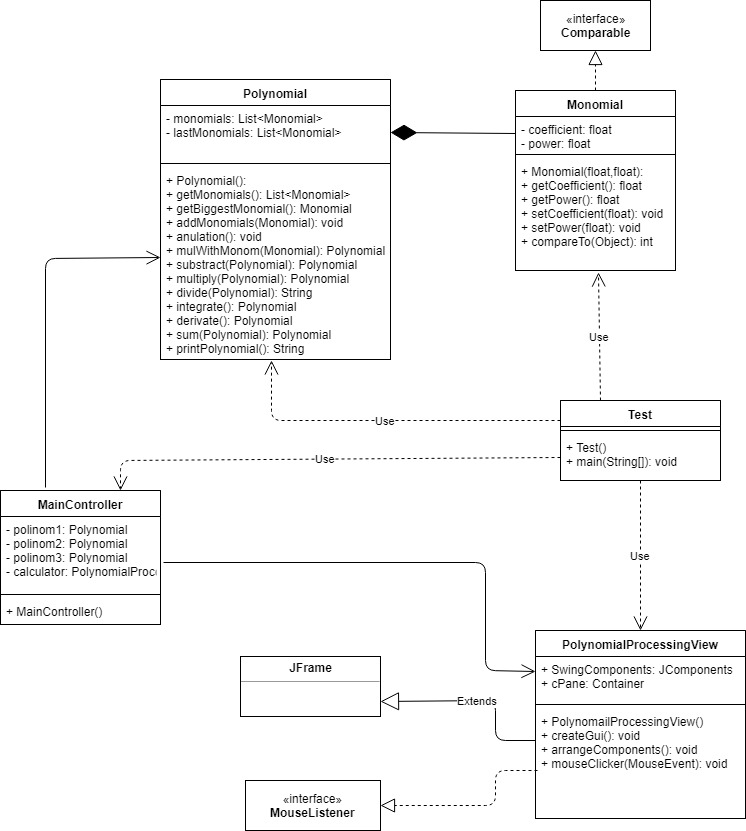 «interface»
Comparable
Polynomial
- monomials: List<Monomial>
- lastMonomials: List<Monomial>
+ Polynomial():
+ getMonomials(): List<Monomial>
+ getBiggestMonomial(): Monomial
+ addMonomials(Monomial): void
+ anulation(): void
+ mulWithMonom(Monomial): Polynomial
+ substract(Polynomial): Polynomial
+ multiply(Polynomial): Polynomial
+ divide(Polynomial): String
+ integrate(): Polynomial
+ derivate(): Polynomial
+ sum(Polynomial): Polynomial
+ printPolynomial(): String
Monomial
- coefficient: float
- power: float
+ Monomial(float,float):
+ getCoefficient(): float
+ getPower(): float
+ setCoefficient(float): void
+ setPower(float): void
+ compareTo(Object): int
Use
Use
Test
+ Test()
+ main(String[]): void
Use
MainController
- polinom1: Polynomial
- polinom2: Polynomial
- polinom3: Polynomial
- calculator: PolynomialProc
+ MainController()
Use
PolynomialProcessingView
+ SwingComponents: JComponents
+ cPane: Container
+ PolynomailProcessingView()
+ createGui(): void
+ arrangeComponents(): void
+ mouseClicker(MouseEvent): void
JFrame
Extends
«interface»
MouseListener